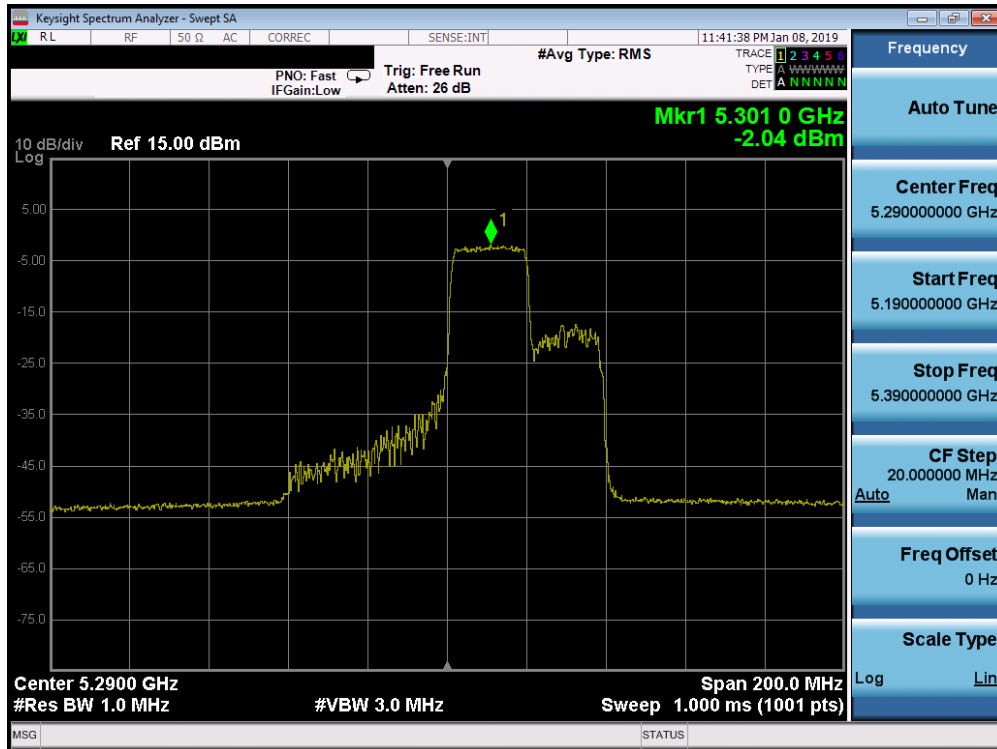 Keysight Spectrum Analyzer - Swept SA
LXI RL RF 50 Ω AC CORREC SENSE:INT 11:41:38 PM Jan 08, 2019
#Avg Type: RMS
TRACE 1 2 3 4 5 6
TYPE A WWWWW
DET A N N N N N
PNO: Fast
IFGain:Low
Trig: Free Run
Atten: 26 dB
Mkr1 5.301 0 GHz
-2.04 dBm
10 dB/div
Log
Ref 15.00 dBm
5.00
-5.00
-15.0
-25.0
-35.0
-45.0
-55.0
-65.0
-75.0
1
Center 5.2900 GHz
#Res BW 1.0 MHz
#VBW 3.0 MHz
Span 200.0 MHz
Sweep 1.000 ms (1001 pts)
MSG
STATUS
Frequency
Auto Tune
Center Freq
5.290000000 GHz
Start Freq
5.190000000 GHz
Stop Freq
5.390000000 GHz
CF Step
20.000000 MHz
Auto Man
Freq Offset
0 Hz
Scale Type
Log Lin